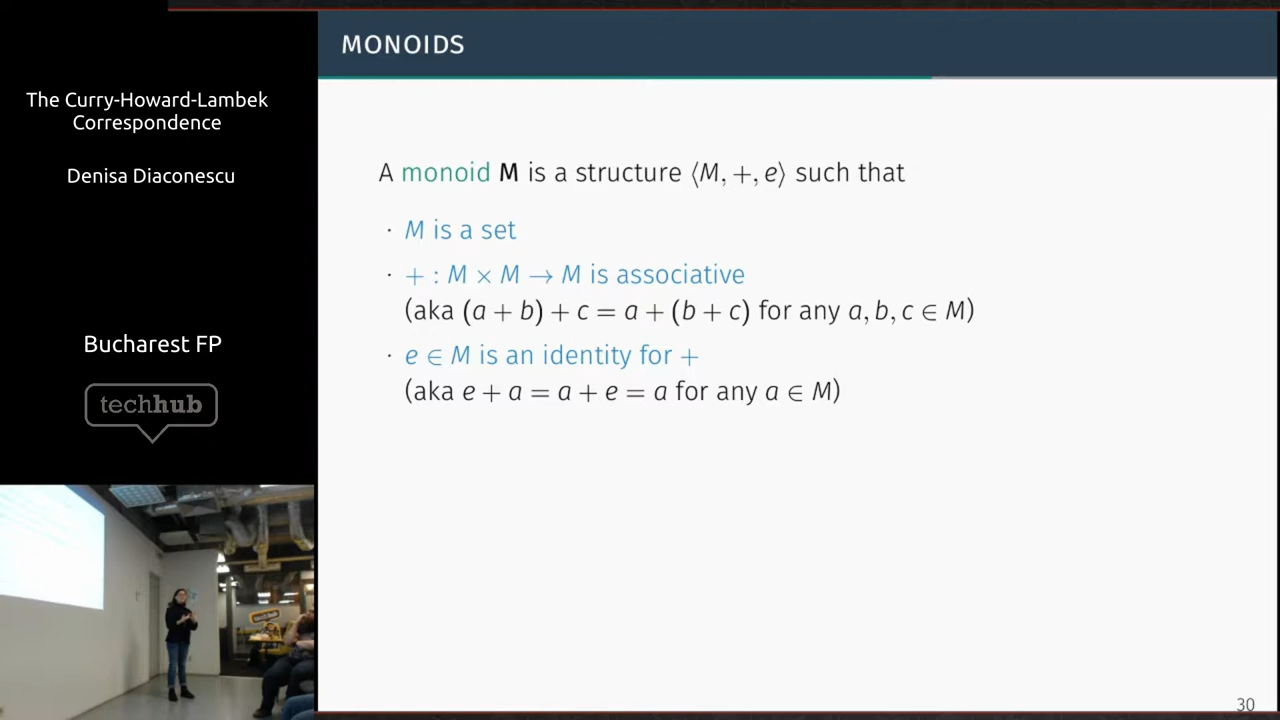 The Curry-Howard-Lambek
Correspondence
Denisa Diaconescu
Bucharest FP
techhub
MONOIDS
A monoid M is a structure ⟨M, +, e⟩ such that
· M is a set
· + : M × M → M is associative
(aka (a + b) + c = a + (b + c) for any a, b, c ∈ M)
· e ∈ M is an identity for +
(aka e + a = a + e = a for any a ∈ M)
30